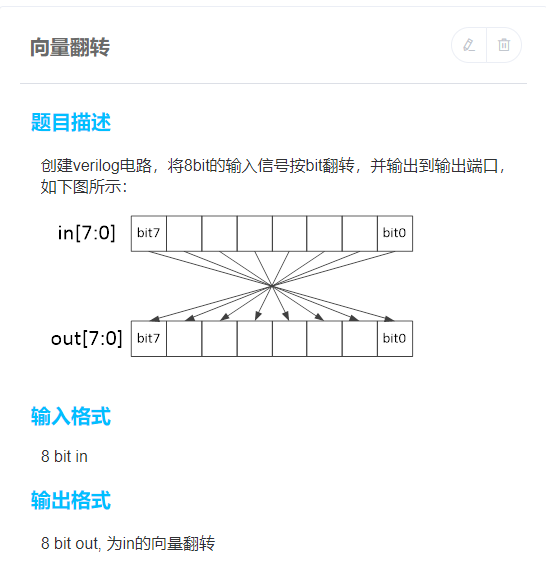 向量翻转
题目描述
创建verilog电路，将8bit的输入信号按bit翻转，并输出到输出端口，
如下图所示：
in[7:0] bit7 bit0
out[7:0] bit7 bit0
输入格式
8 bit in
输出格式
8 bit out, 为in的向量翻转